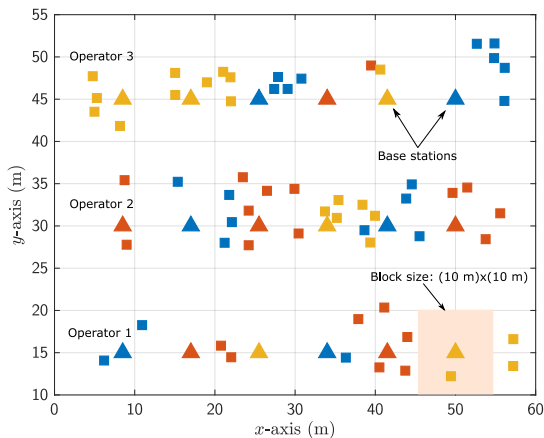 55
50
45
40
35
30
25
20
15
10
y-axis (m)
Operator 3
Base stations
Operator 2
Block size: (10 m)x(10 m)
Operator 1
0 10 20 30 40 50 60
x-axis (m)